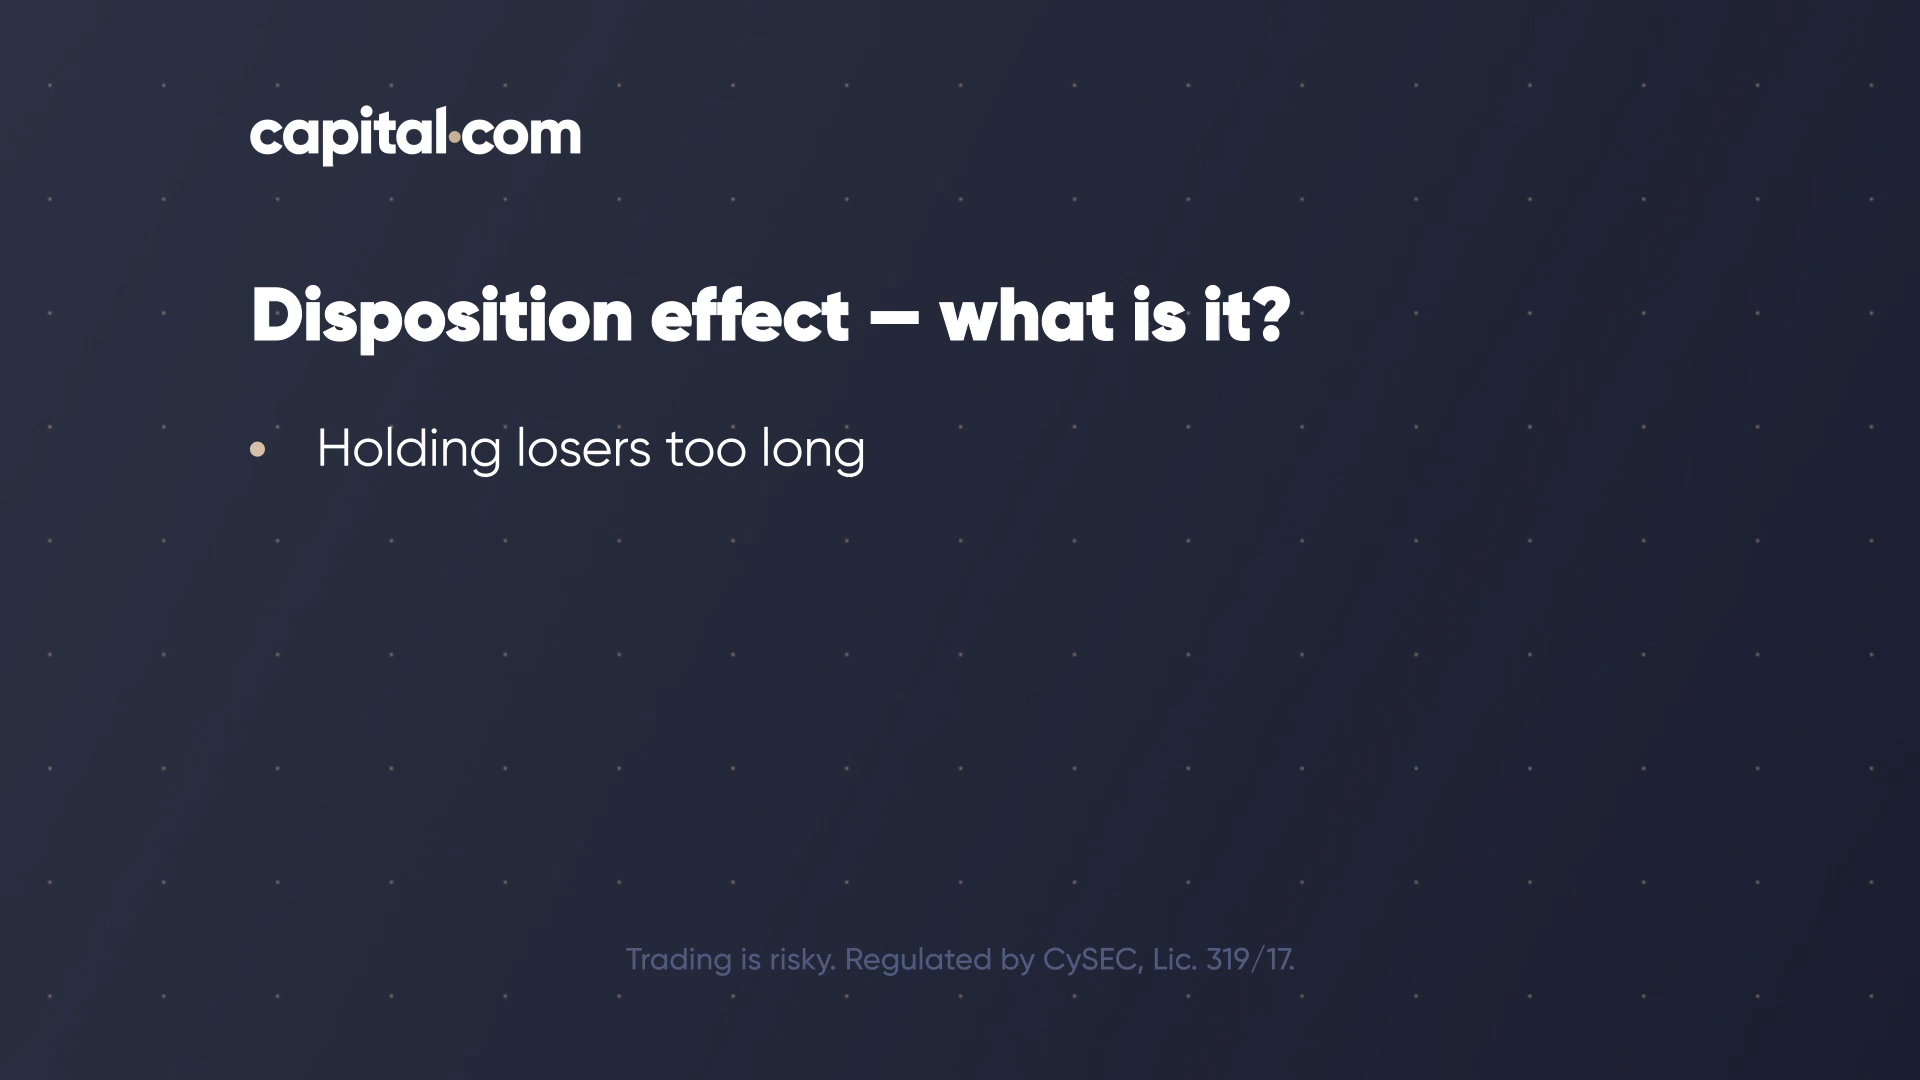 capital.com
Disposition effect — what is it?
• Holding losers too long
Trading is risky. Regulated by CySEC, Lic. 319/17.